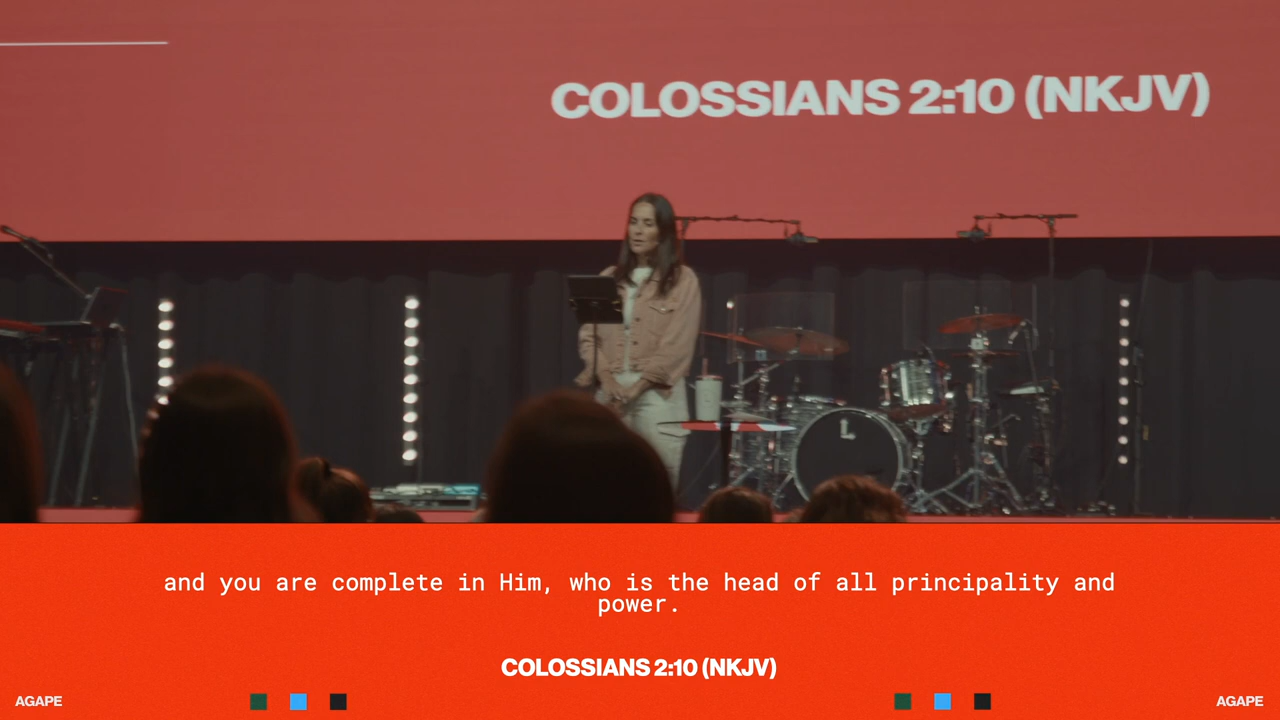 COLOSSIANS 2:10 (NKJV)
L
and you are complete in Him, who is the head of all principality and
power.
COLOSSIANS 2:10 (NKJV)
AGAPE
AGAPE